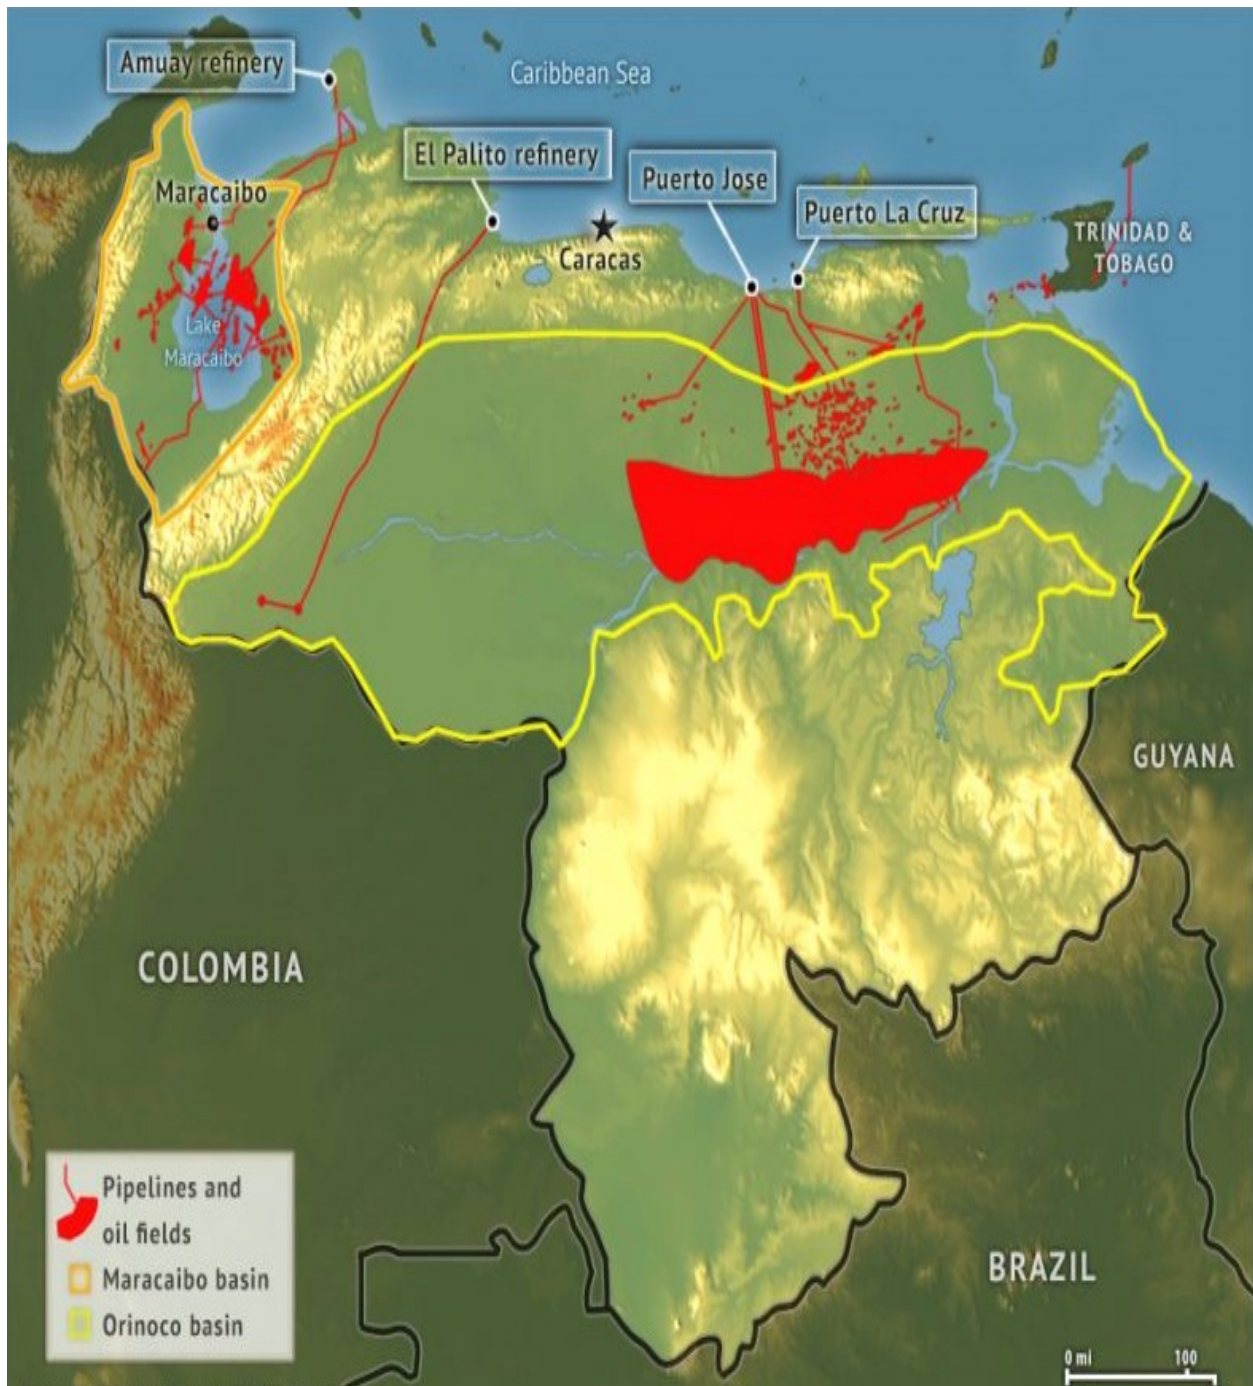 Amuay refinery
Caribbean Sea
El Palito refinery
Puerto Jose
Puerto La Cruz
Maracaibo
Caracas
TRINIDAD &
TOBAGO
Lake
Maracaibo
GUYANA
COLOMBIA
BRAZIL
Pipelines and
oil fields
Maracaibo basin
Orinoco basin
0 mi 100